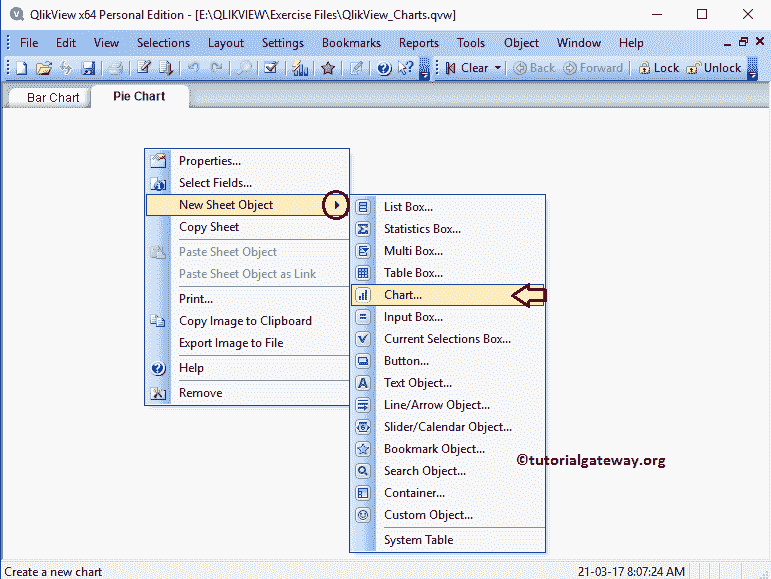 QlikView x64 Personal Edition - [E:\QLIKVIEW\Exercise Files\QlikView_Charts.qvw]
File Edit View Selections Layout Settings Bookmarks Reports Tools Object Window Help
Clear Back Forward Lock Unlock
Bar Chart Pie Chart
Properties...
Select Fields...
New Sheet Object
Copy Sheet
Paste Sheet Object
Paste Sheet Object as Link
Print...
Copy Image to Clipboard
Export Image to File
Help
Remove
List Box...
Statistics Box...
Multi Box...
Table Box...
Chart...
Input Box...
Current Selections Box...
Button...
Text Object...
Line/Arrow Object...
Slider/Calendar Object...
Bookmark Object...
Search Object...
Container...
Custom Object...
System Table
©tutorialgateway.org
Create a new chart 21-03-17 8:07:24 AM